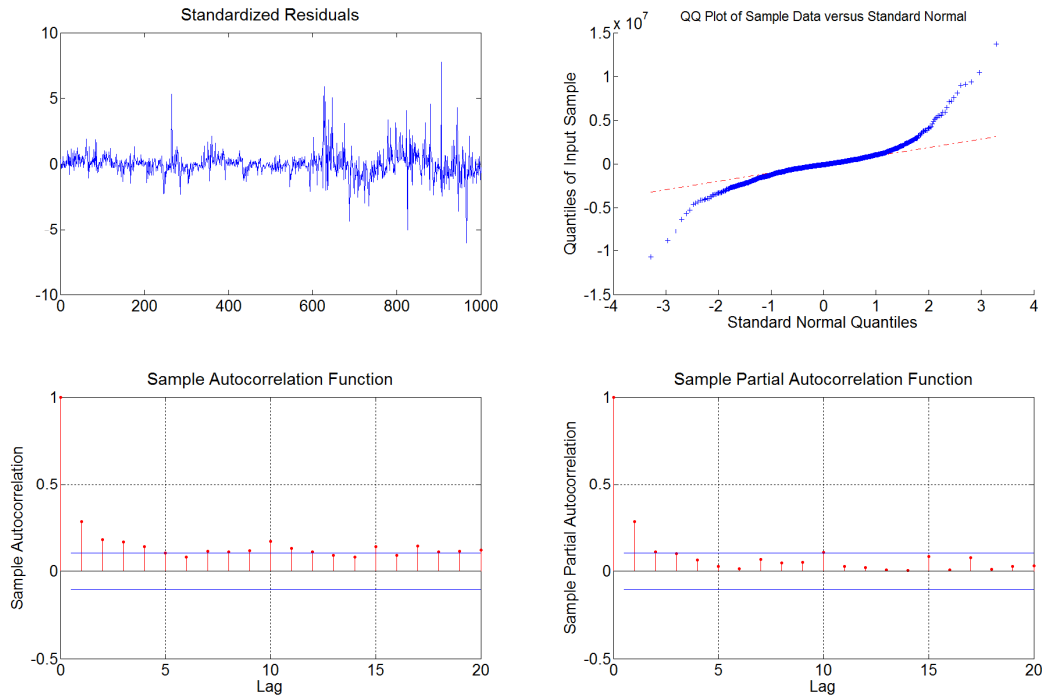 Standardized Residuals
10
5
0
-5
-10
0 200 400 600 800 1000
QQ Plot of Sample Data versus Standard Normal
x 10^7
1.5
1
0.5
0
-0.5
-1
-1.5
Quantiles of Input Sample
-4 -3 -2 -1 0 1 2 3 4
Standard Normal Quantiles
Sample Autocorrelation Function
1
0.5
0
-0.5
Sample Autocorrelation
0 5 10 15 20
Lag
Sample Partial Autocorrelation Function
1
0.5
0
-0.5
Sample Partial Autocorrelation
0 5 10 15 20
Lag